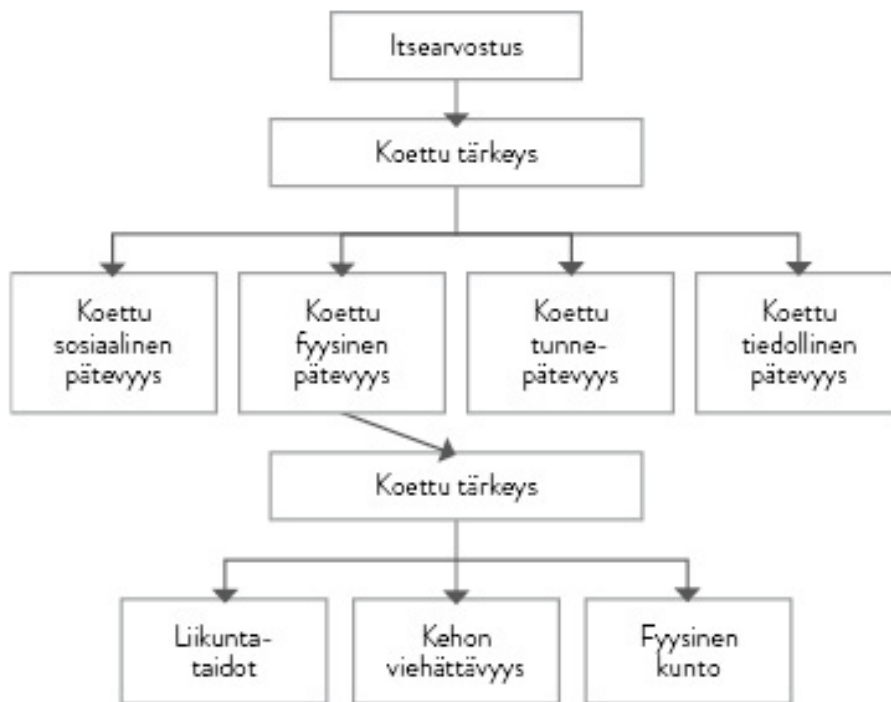 Itsearvostus
Koettu tärkeys
Koettu
sosiaalinen
pätevyys
Koettu
fyysinen
pätevyys
Koettu
tunne-
pätevyys
Koettu
tiedollinen
pätevyys
Koettu tärkeys
Liikunta-
taidot
Kehon
viehättävyys
Fyysinen
kunto